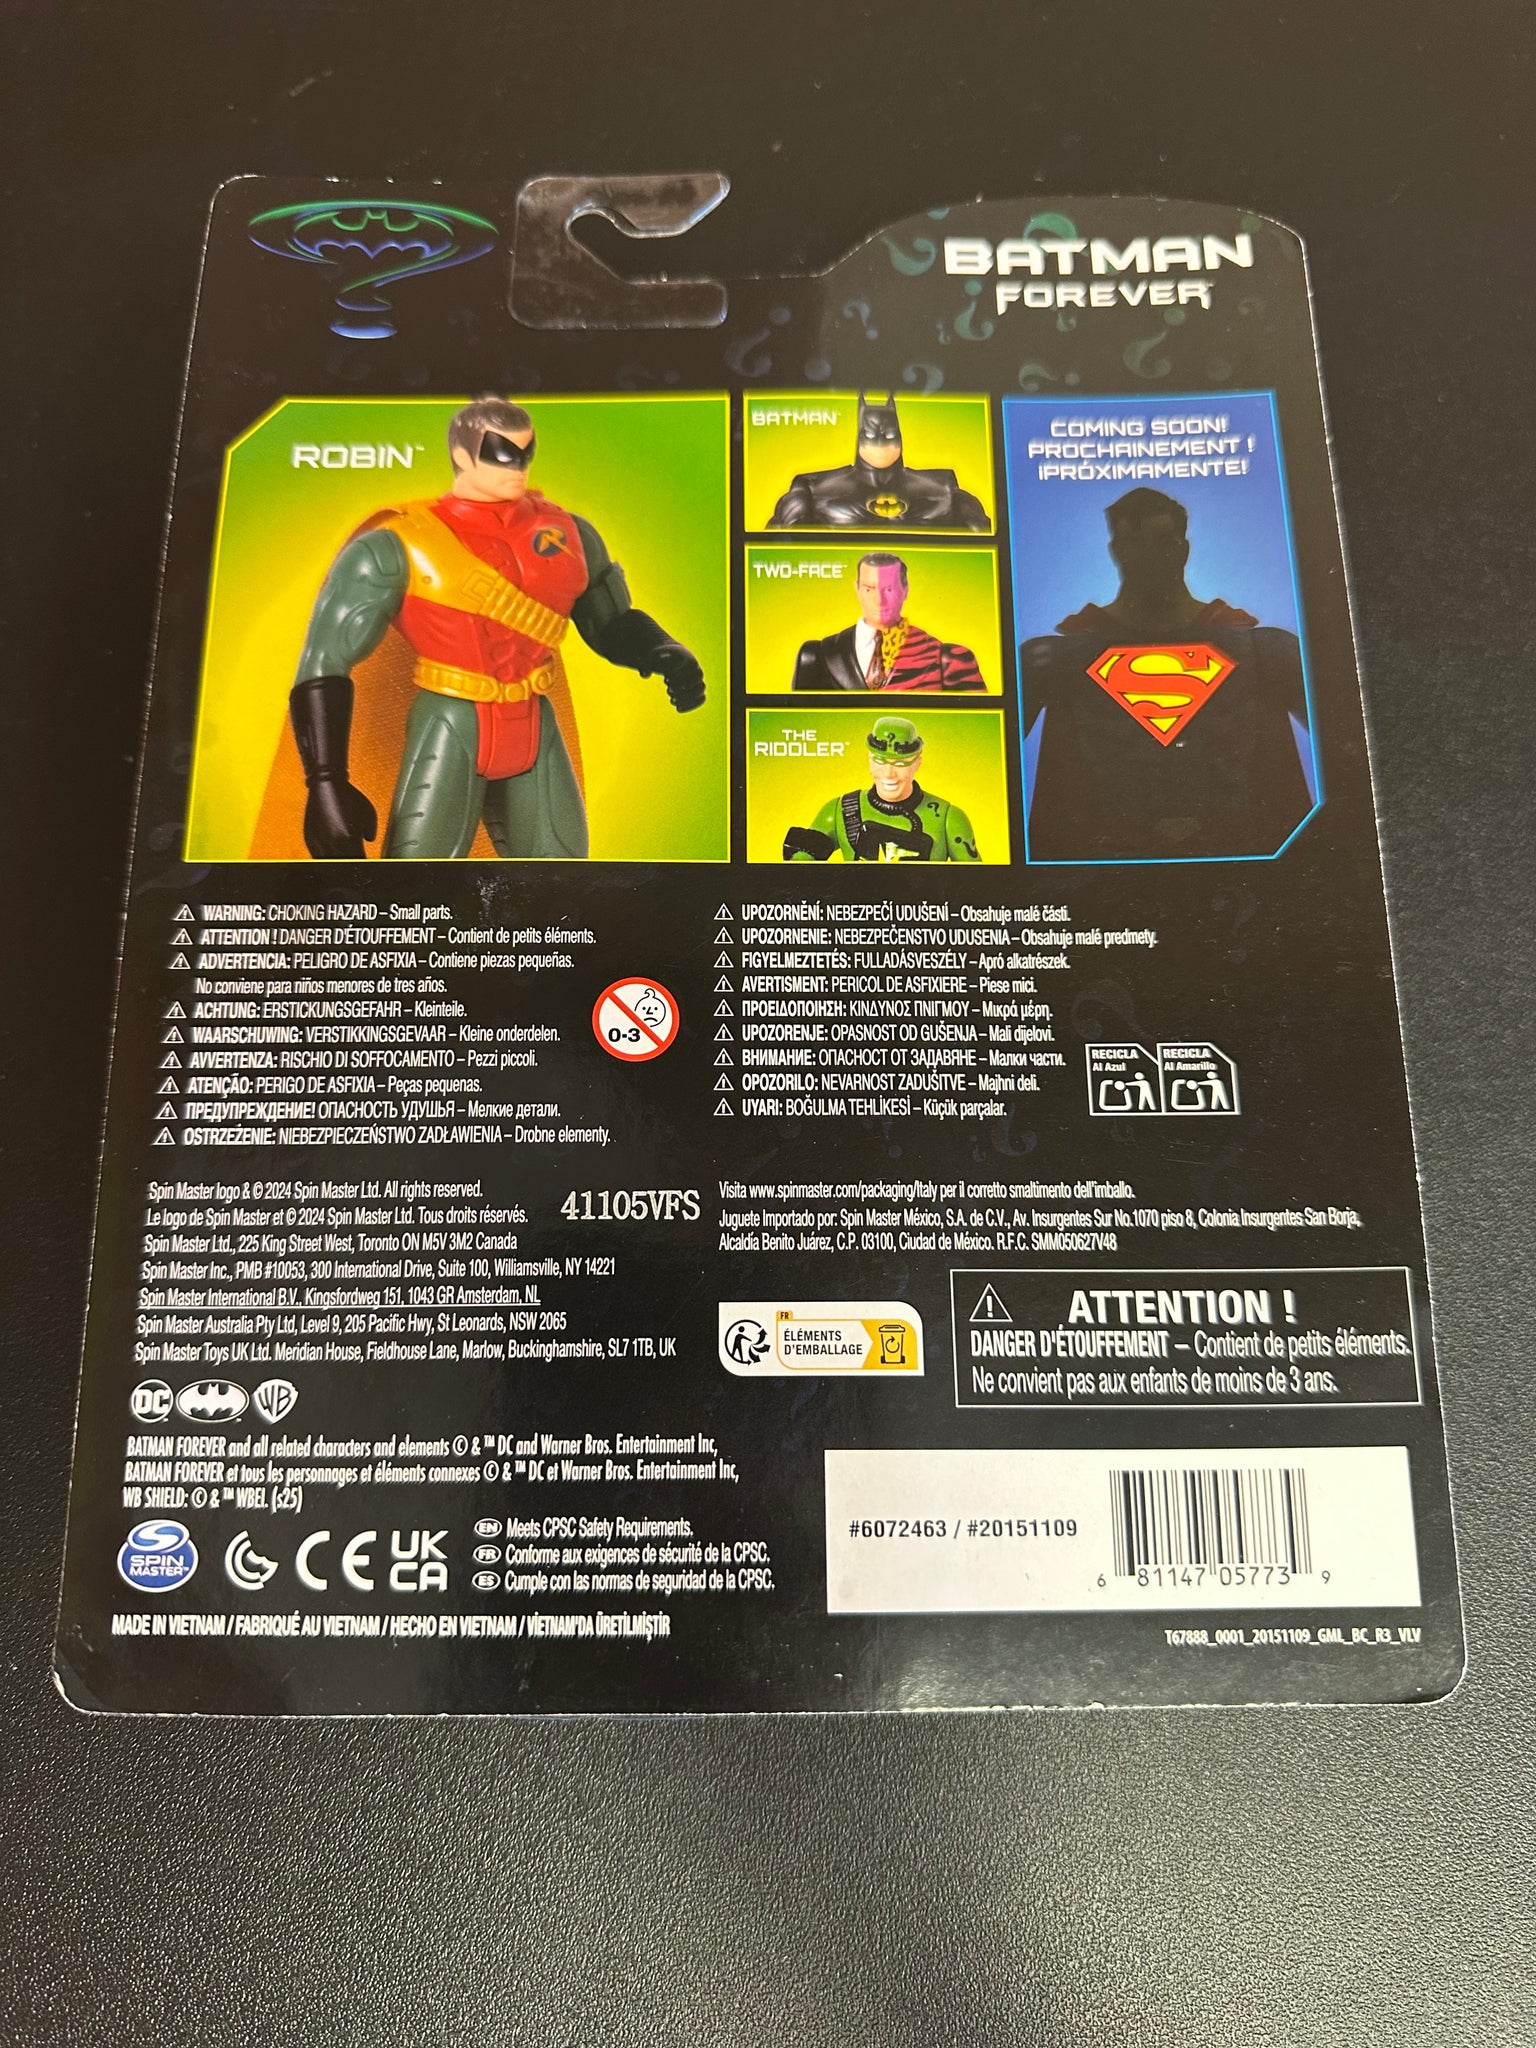 BATMAN
FOREVER
ROBIN™
BATMAN™
TWO-FACE™
THE
RIDDLER™
COMING SOON!
PROCHAINEMENT !
¡PRÓXIMAMENTE!
WARNING: CHOKING HAZARD – Small parts.
ATTENTION ! DANGER D'ÉTOUFFEMENT – Contient de petits éléments.
ADVERTENCIA: PELIGRO DE ASFIXIA – Contiene piezas pequeñas.
No conviene para niños menores de tres años.
ACHTUNG: ERSTICKUNGSGEFAHR – Kleinteile.
WAARSCHUWING: VERSTIKKINGSGEVAAR – Kleine onderdelen.
AVVERTENZA: RISCHIO DI SOFFOCAMENTO – Pezzi piccoli.
ATENÇÃO: PERIGO DE ASFIXIA – Peças pequenas.
ПРЕДУПРЕЖДЕНИЕ! ОПАСНОСТЬ УДУШЬЯ – Мелкие детали.
OSTRZEŻENIE: NIEBEZPIECZEŃSTWO ZADŁAWIENIA – Drobne elementy.
0-3
UPOZORNĚNÍ: NEBEZPEČÍ UDUŠENÍ – Obsahuje malé části.
UPOZORNENIE: NEBEZPEČENSTVO UDUSENIA – Obsahuje malé predmety.
FIGYELMEZTETÉS: FULLADÁSVESZÉLY – Apró alkatrészek.
AVERTISMENT: PERICOL DE ASFIXIERE – Piese mici.
ΠΡΟΕΙΔΟΠΟΙΗΣΗ: ΚΙΝΔΥΝΟΣ ΠΝΙΓΜΟΥ – Μικρά μέρη.
UPOZORENJE: OPASNOST OD GUŠENJA – Mali dijelovi.
ВНИМАНИЕ: ОПАСНОСТ ОТ ЗАДАВЯНЕ – Малки части.
OPOZORILO: NEVARNOST ZADUŠITVE – Majhni deli.
UYARI: BOĞULMA TEHLİKESİ – Küçük parçalar.
RECICLA
Al Azul
RECICLA
Al Amarillo
Spin Master logo & © 2024 Spin Master Ltd. All rights reserved.
Le logo de Spin Master et © 2024 Spin Master Ltd. Tous droits réservés.
Spin Master Ltd., 225 King Street West, Toronto ON M5V 3M2 Canada
Spin Master Inc., PMB #10053, 300 International Drive, Suite 100, Williamsville, NY 14221
Spin Master International B.V., Kingsfordweg 151, 1043 GR Amsterdam, NL
Spin Master Australia Pty Ltd, Level 9, 205 Pacific Hwy, St Leonards, NSW 2065
Spin Master Toys UK Ltd. Meridian House, Fieldhouse Lane, Marlow, Buckinghamshire, SL7 1TB, UK
41105VFS
Visita www.spinmaster.com/packaging/Italy per il corretto smaltimento dell'imballo.
Juguete Importado por: Spin Master México, S.A. de C.V., Av. Insurgentes Sur No.1070 piso 8, Colonia Insurgentes San Borja,
Alcaldía Benito Juárez, C.P. 03100, Ciudad de México. R.F.C. SMM050627V48
FR
ÉLÉMENTS
D'EMBALLAGE
ATTENTION !
DANGER D'ÉTOUFFEMENT – Contient de petits éléments.
Ne convient pas aux enfants de moins de 3 ans.
DC
WB
BATMAN FOREVER and all related characters and elements © & ™ DC and Warner Bros. Entertainment Inc,
BATMAN FOREVER et tous les personnages et éléments connexes © & ™ DC et Warner Bros. Entertainment Inc,
WB SHIELD: © & ™ WBEI. (s25)
SPIN
MASTER™
CE
UK
CA
EN Meets CPSC Safety Requirements.
FR Conforme aux exigences de sécurité de la CPSC.
ES Cumple con las normas de seguridad de la CPSC.
#6072463 / #20151109
6 81147 05773 9
MADE IN VIETNAM / FABRIQUÉ AU VIETNAM / HECHO EN VIETNAM / VİETNAM'DA ÜRETİLMİŞTİR
T67888_0001_20151109_GML_BC_R3_VLV